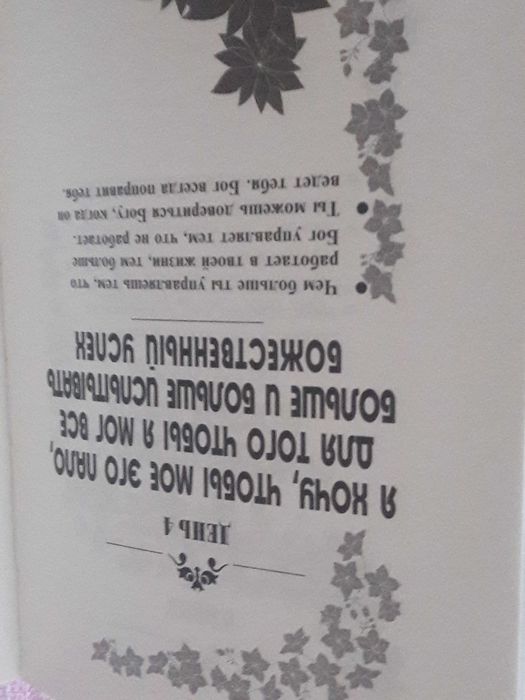 ДЕНЬ 4
Я ХОЧУ, ЧТОБЫ МОЕ ЭГО ПАЛО,
ДЛЯ ТОГО ЧТОБЫ Я МОГ ВСЕ
БОЛЬШЕ И БОЛЬШЕ ИСПЫТЫВАТЬ
БОЖЕСТВЕННЫЙ УСПЕХ
• Чем больше ты управляешь тем, что
работает в твоей жизни, тем больше
Бог управляет тем, что не работает.
• Ты можешь довериться Богу, когда он
ведет тебя. Бог всегда поправит тебя.